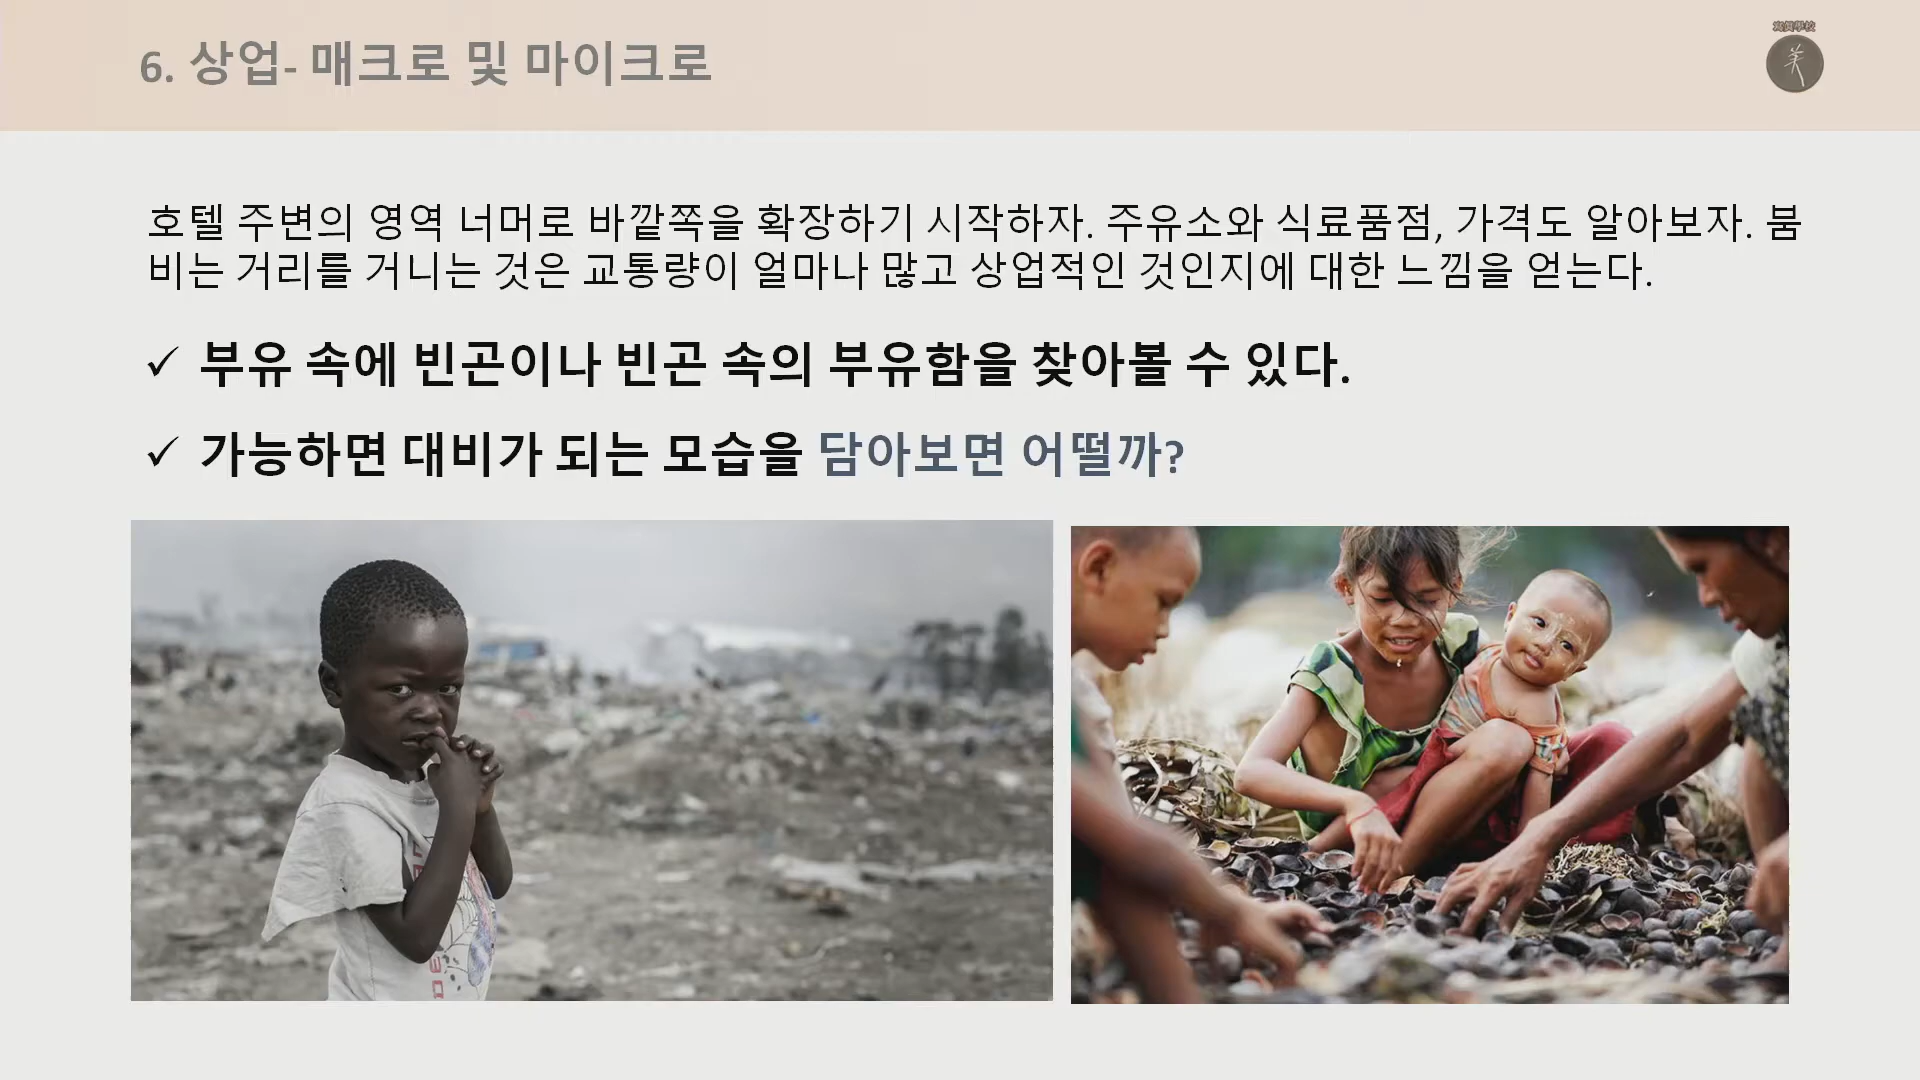 6. 상업- 매크로 및 마이크로
호텔 주변의 영역 너머로 바깥쪽을 확장하기 시작하자. 주유소와 식료품점, 가격도 알아보자. 붐
비는 거리를 거니는 것은 교통량이 얼마나 많고 상업적인 것인지에 대한 느낌을 얻는다.
✓ 부유 속에 빈곤이나 빈곤 속의 부유함을 찾아볼 수 있다.
✓ 가능하면 대비가 되는 모습을 담아보면 어떨까?